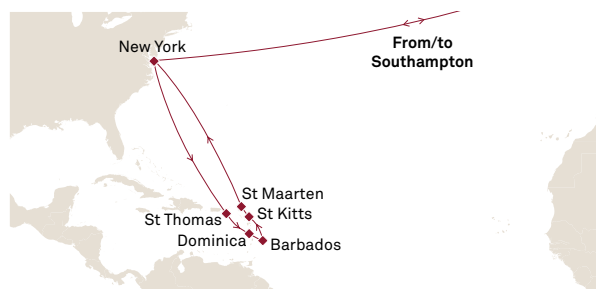 From/to
Southampton
New York
St Maarten
St Kitts
St Thomas
Dominica
Barbados